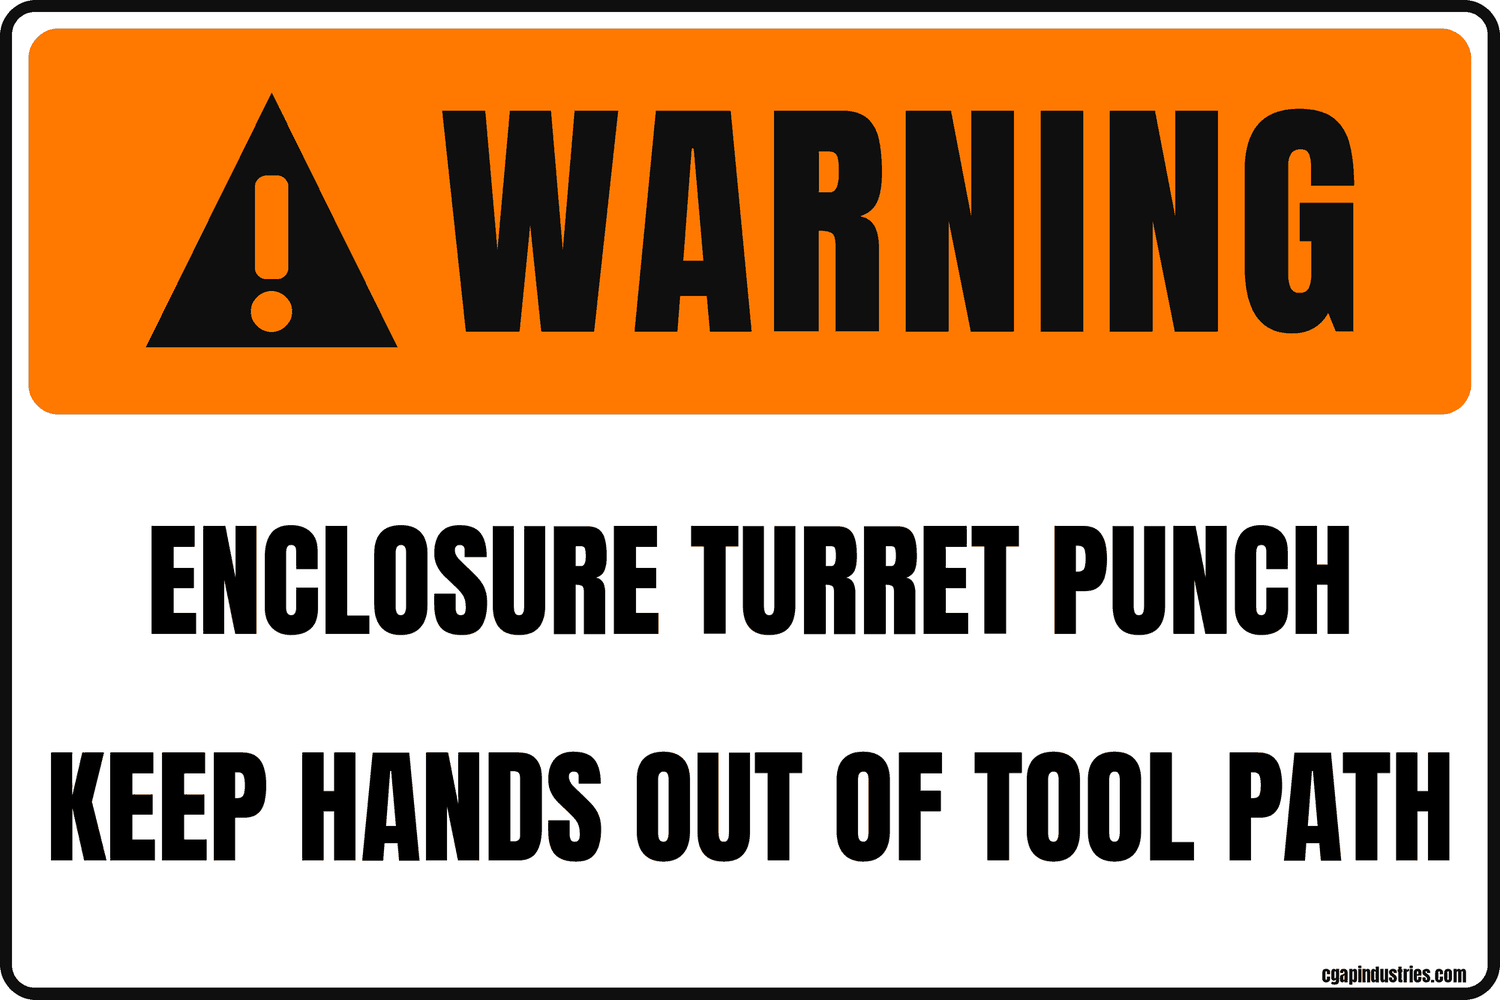 WARNING
ENCLOSURE TURRET PUNCH
KEEP HANDS OUT OF TOOL PATH
cgapindustries.com